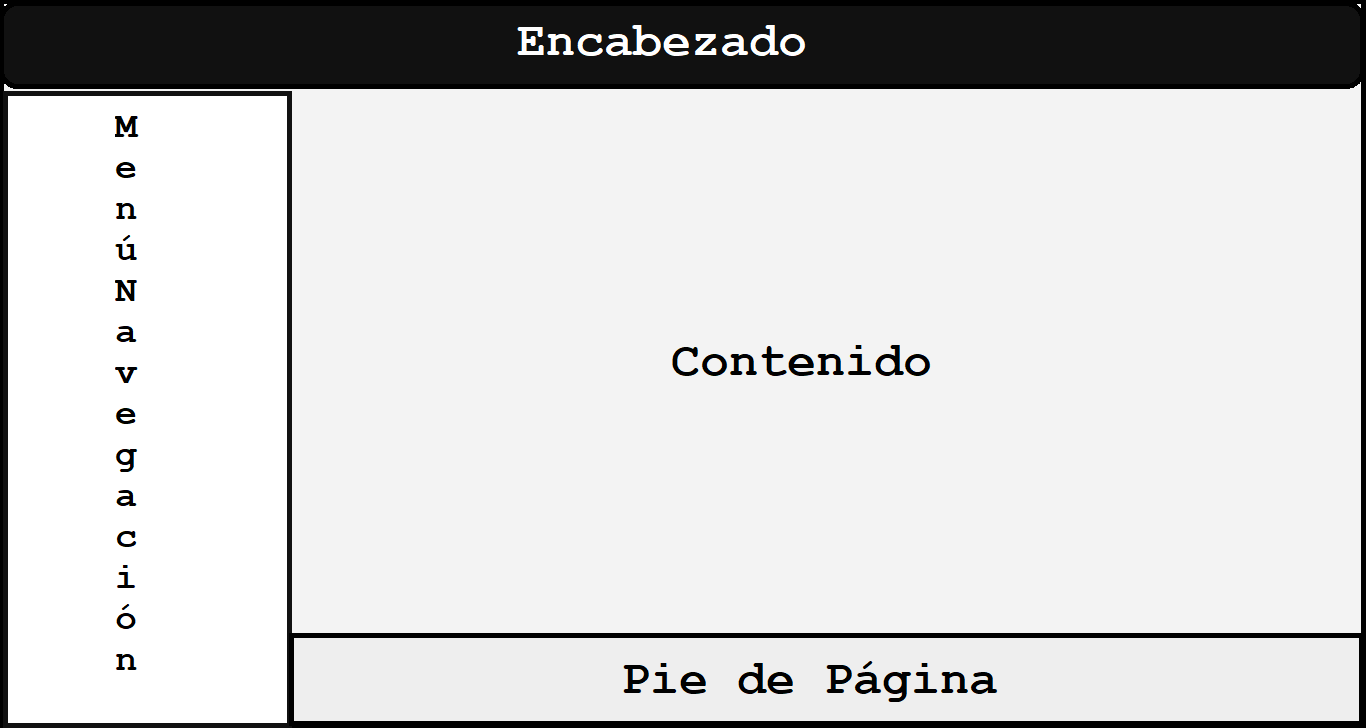 Encabezado
M
e
n
ú
N
a
v
e
g
a
c
i
ó
n
Contenido
Pie de Página